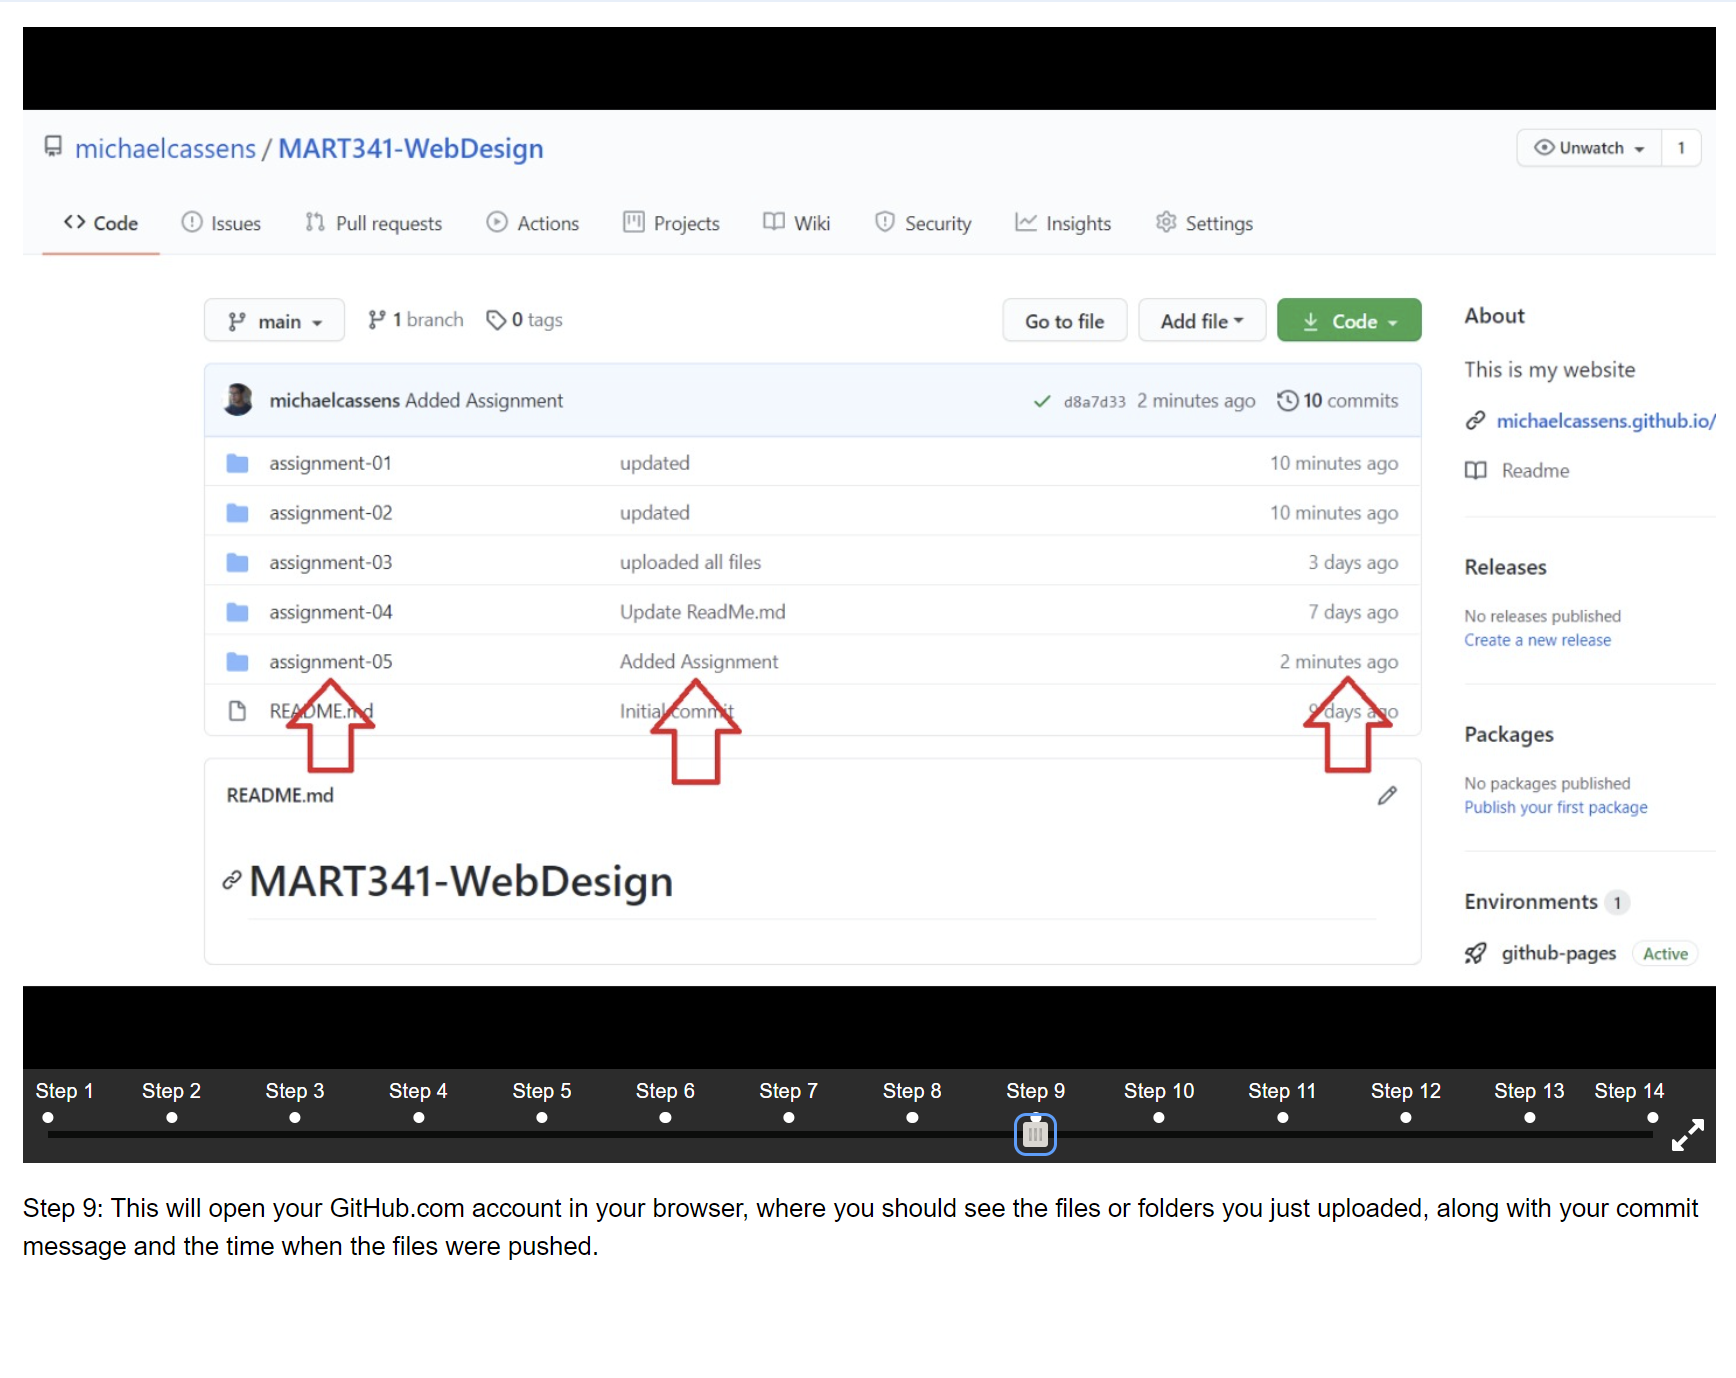 michaelcassens / MART341-WebDesign
Unwatch 1
Code Issues Pull requests Actions Projects Wiki Security Insights Settings
main 1 branch 0 tags Go to file Add file Code
michaelcassens Added Assignment d8a7d33 2 minutes ago 10 commits
assignment-01 updated 10 minutes ago
assignment-02 updated 10 minutes ago
assignment-03 uploaded all files 3 days ago
assignment-04 Update ReadMe.md 7 days ago
assignment-05 Added Assignment 2 minutes ago
README.md Initial commit 9 days ago
README.md
MART341-WebDesign
About
This is my website
michaelcassens.github.io/
Readme
Releases
No releases published
Create a new release
Packages
No packages published
Publish your first package
Environments 1
github-pages Active
Step 1 Step 2 Step 3 Step 4 Step 5 Step 6 Step 7 Step 8 Step 9 Step 10 Step 11 Step 12 Step 13 Step 14
Step 9: This will open your GitHub.com account in your browser, where you should see the files or folders you just uploaded, along with your commit
message and the time when the files were pushed.